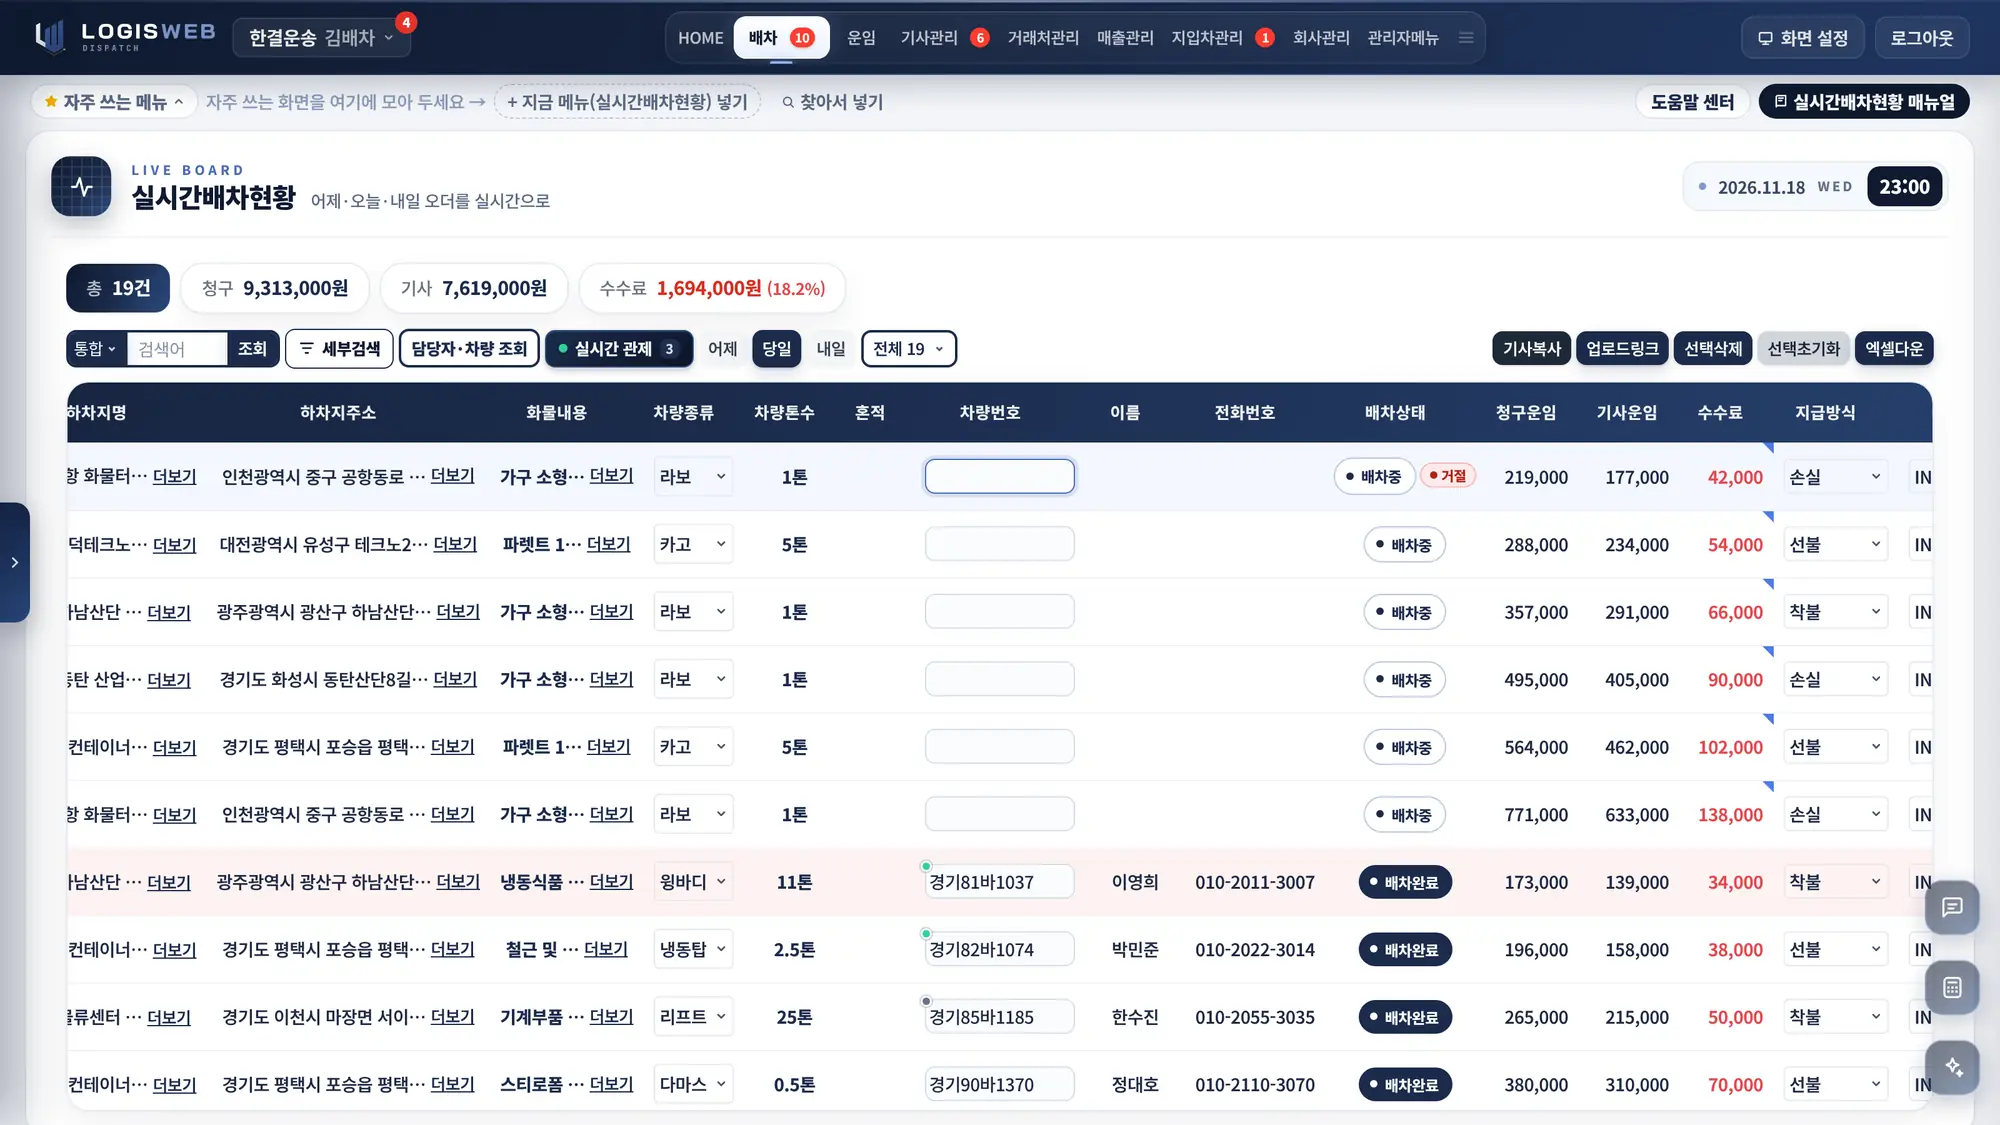 LOGISWEB
DISPATCH
한결운송 김배차 4
HOME 배차 10 운임 기사관리 6 거래처관리 매출관리 지입차관리 1 회사관리 관리자메뉴
화면 설정 로그아웃
자주 쓰는 메뉴 자주 쓰는 화면을 여기에 모아 두세요 → + 지금 메뉴(실시간배차현황) 넣기 찾아서 넣기 도움말 센터 실시간배차현황 매뉴얼
LIVE BOARD
실시간배차현황 어제·오늘·내일 오더를 실시간으로
2026.11.18 WED 23:00
총 19건 청구 9,313,000원 기사 7,619,000원 수수료 1,694,000원 (18.2%)
통합 검색어 조회 세부검색 담당자·차량 조회 실시간 관제 3 어제 당일 내일 전체 19 기사복사 업로드링크 선택삭제 선택초기화 엑셀다운
하차지명 하차지주소 화물내용 차량종류 차량톤수 혼적 차량번호 이름 전화번호 배차상태 청구운임 기사운임 수수료 지급방식
항 화물터… 더보기 인천광역시 중구 공항동로 … 더보기 가구 소형… 더보기 라보 1톤 배차중 거절 219,000 177,000 42,000 손실 IN
덕테크노… 더보기 대전광역시 유성구 테크노2… 더보기 파렛트 1… 더보기 카고 5톤 배차중 288,000 234,000 54,000 선불 IN
하남산단 … 더보기 광주광역시 광산구 하남산단… 더보기 가구 소형… 더보기 라보 1톤 배차중 357,000 291,000 66,000 착불 IN
동탄 산업… 더보기 경기도 화성시 동탄산단8길… 더보기 가구 소형… 더보기 라보 1톤 배차중 495,000 405,000 90,000 손실 IN
컨테이너… 더보기 경기도 평택시 포승읍 평택… 더보기 파렛트 1… 더보기 카고 5톤 배차중 564,000 462,000 102,000 선불 IN
항 화물터… 더보기 인천광역시 중구 공항동로 … 더보기 가구 소형… 더보기 라보 1톤 배차중 771,000 633,000 138,000 손실 IN
하남산단 … 더보기 광주광역시 광산구 하남산단… 더보기 냉동식품 … 더보기 윙바디 11톤 경기81바1037 이영희 010-2011-3007 배차완료 173,000 139,000 34,000 착불 IN
컨테이너… 더보기 경기도 평택시 포승읍 평택… 더보기 철근 및 … 더보기 냉동탑 2.5톤 경기82바1074 박민준 010-2022-3014 배차완료 196,000 158,000 38,000 선불 IN
물류센터 … 더보기 경기도 이천시 마장면 서이… 더보기 기계부품 … 더보기 리프트 25톤 경기85바1185 한수진 010-2055-3035 배차완료 265,000 215,000 50,000 착불 IN
컨테이너… 더보기 경기도 평택시 포승읍 평택… 더보기 스티로폼 … 더보기 다마스 0.5톤 경기90바1370 정대호 010-2110-3070 배차완료 380,000 310,000 70,000 선불 IN